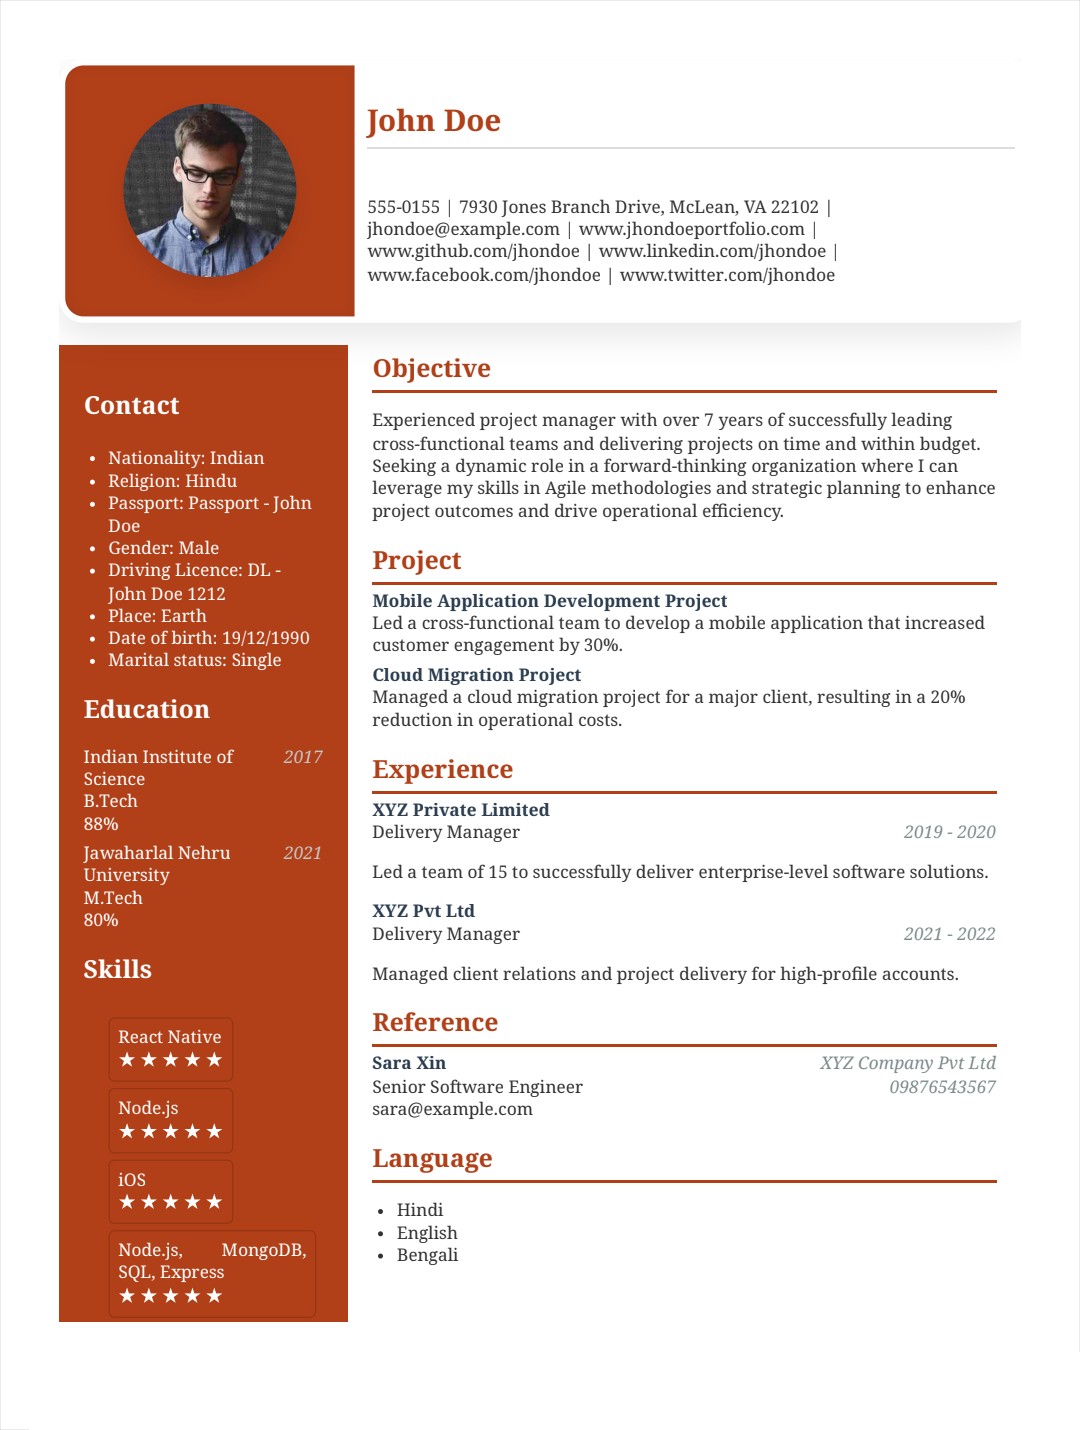 John Doe
555-0155 | 7930 Jones Branch Drive, McLean, VA 22102 |
jhondoe@example.com | www.jhondoeportfolio.com |
www.github.com/jhondoe | www.linkedin.com/jhondoe |
www.facebook.com/jhondoe | www.twitter.com/jhondoe
Contact
• Nationality: Indian
• Religion: Hindu
• Passport: Passport - John
Doe
• Gender: Male
• Driving Licence: DL -
John Doe 1212
• Place: Earth
• Date of birth: 19/12/1990
• Marital status: Single
Education
Indian Institute of 2017
Science
B.Tech
88%
Jawaharlal Nehru 2021
University
M.Tech
80%
Skills
React Native
★★★★★
Node.js
★★★★★
iOS
★★★★★
Node.js, MongoDB,
SQL, Express
★★★★★
Objective
Experienced project manager with over 7 years of successfully leading
cross-functional teams and delivering projects on time and within budget.
Seeking a dynamic role in a forward-thinking organization where I can
leverage my skills in Agile methodologies and strategic planning to enhance
project outcomes and drive operational efficiency.
Project
Mobile Application Development Project
Led a cross-functional team to develop a mobile application that increased
customer engagement by 30%.
Cloud Migration Project
Managed a cloud migration project for a major client, resulting in a 20%
reduction in operational costs.
Experience
XYZ Private Limited
Delivery Manager 2019 - 2020
Led a team of 15 to successfully deliver enterprise-level software solutions.
XYZ Pvt Ltd
Delivery Manager 2021 - 2022
Managed client relations and project delivery for high-profile accounts.
Reference
Sara Xin XYZ Company Pvt Ltd
Senior Software Engineer 09876543567
sara@example.com
Language
• Hindi
• English
• Bengali